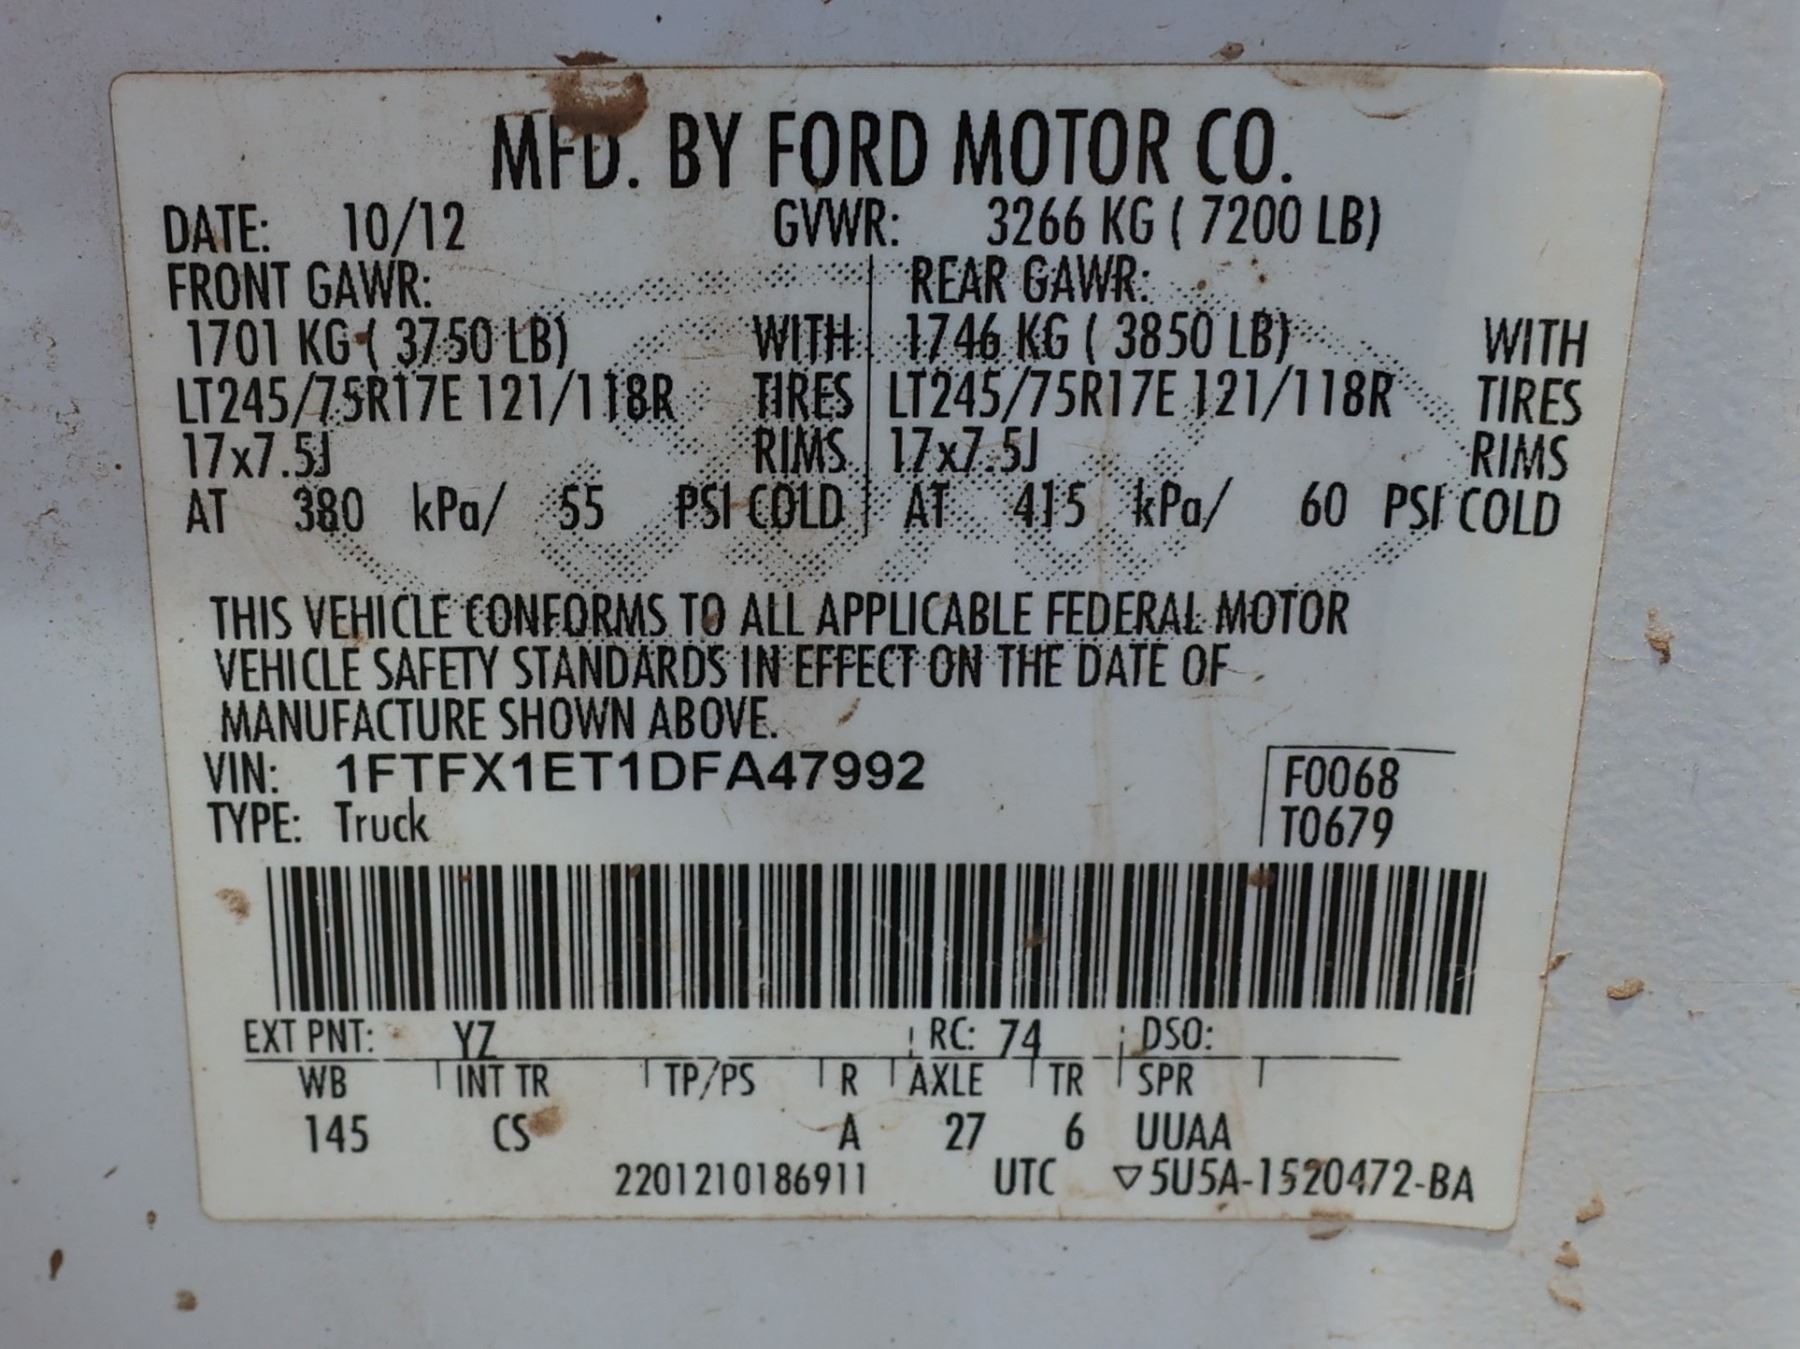 MFD. BY FORD MOTOR CO.
DATE: 10/12 GVWR: 3266 KG ( 7200 LB)
FRONT GAWR: REAR GAWR:
1701 KG ( 3750 LB) WITH 1746 KG ( 3850 LB) WITH
LT245/75R17E 121/118R TIRES LT245/75R17E 121/118R TIRES
17x7.5J RIMS 17x7.5J RIMS
AT 380 kPa/ 55 PSI COLD AT 415 kPa/ 60 PSI COLD
THIS VEHICLE CONFORMS TO ALL APPLICABLE FEDERAL MOTOR
VEHICLE SAFETY STANDARDS IN EFFECT ON THE DATE OF
MANUFACTURE SHOWN ABOVE.
VIN: 1FTFX1ET1DFA47992 F0068
TYPE: Truck T0679
EXT PNT: YZ RC: 74 DSO:
WB INT TR TP/PS R AXLE TR SPR
145 CS A 27 6 UUAA
2201210186911 UTC ▽5U5A-1520472-BA